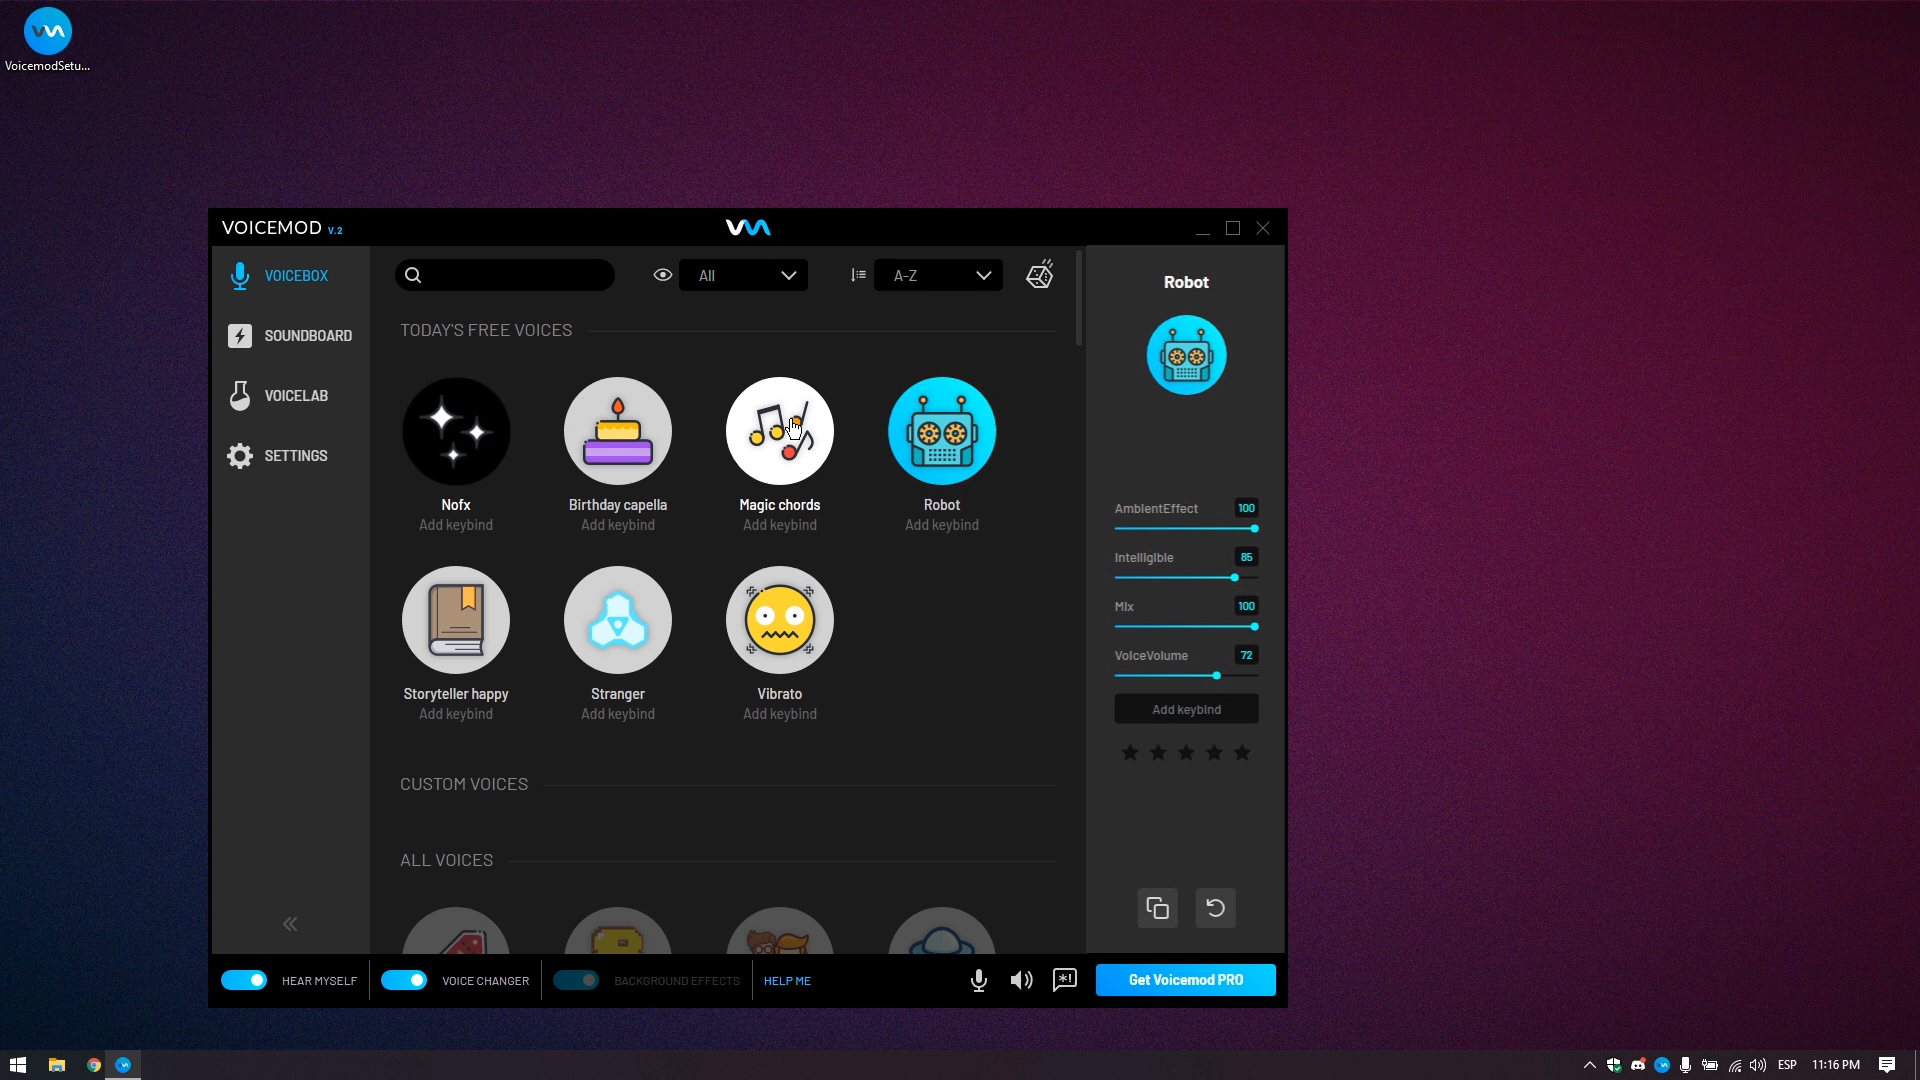 VoicemodSetu...
VOICEMOD V.2
VOICEBOX
SOUNDBOARD
VOICELAB
SETTINGS
All
A-Z
TODAY'S FREE VOICES
Nofx
Add keybind
Birthday capella
Add keybind
Magic chords
Add keybind
Robot
Add keybind
Storyteller happy
Add keybind
Stranger
Add keybind
Vibrato
Add keybind
CUSTOM VOICES
ALL VOICES
Robot
AmbientEffect 100
Intelligible 85
Mix 100
VoiceVolume 72
Add keybind
HEAR MYSELF
VOICE CHANGER
BACKGROUND EFFECTS
HELP ME
Get Voicemod PRO
ESP
11:16 PM